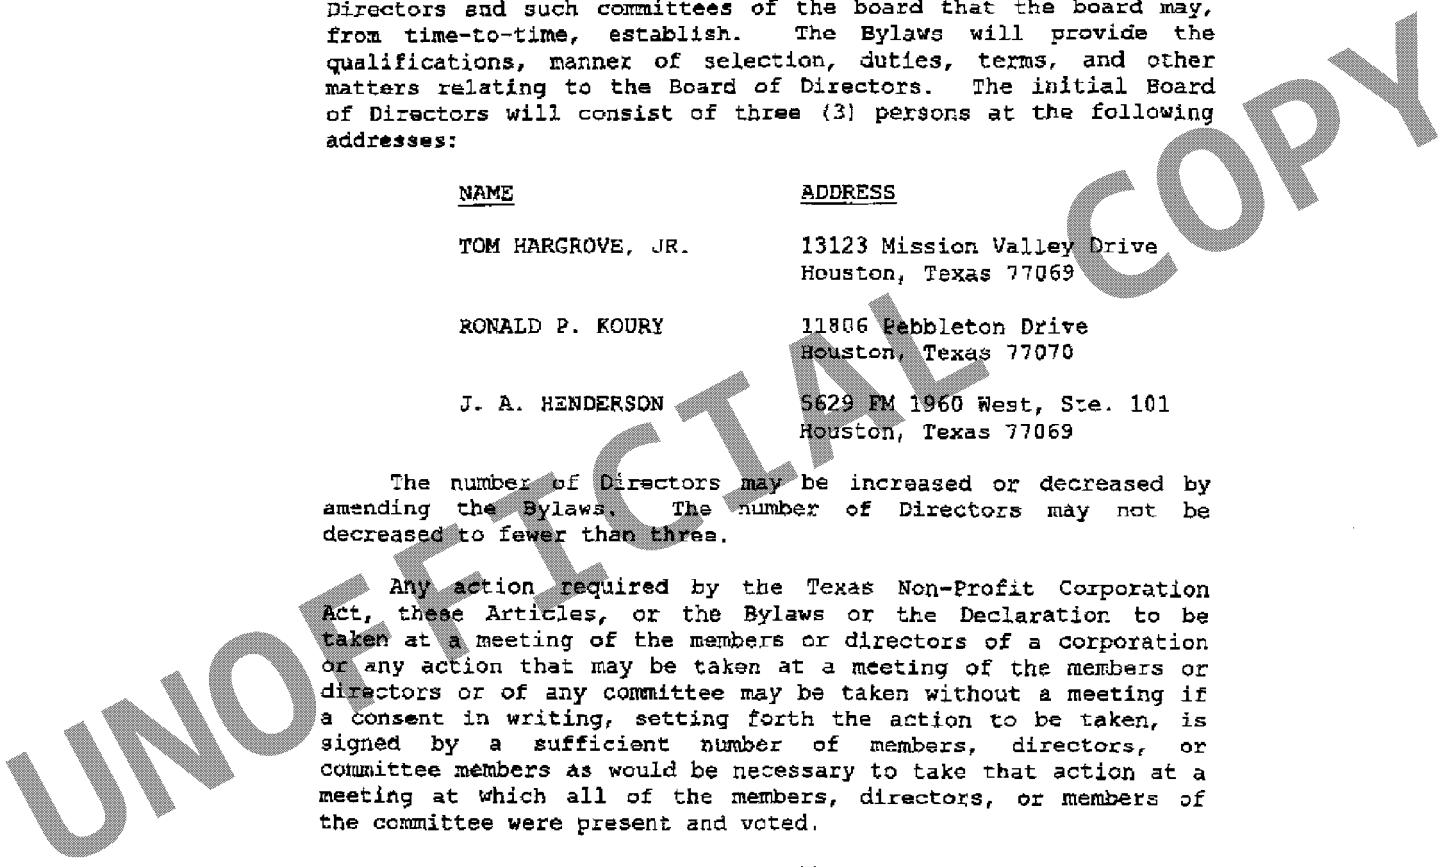 Directors and such committees of the board that the board may,
from time-to-time, establish. The Bylaws will provide the
qualifications, manner of selection, duties, terms, and other
matters relating to the Board of Directors. The initial Board
of Directors will consist of three (3) persons at the following
addresses:
NAME ADDRESS
TOM HARGROVE, JR. 13123 Mission Valley Drive
Houston, Texas 77069
RONALD P. KOURY 11806 Pebbleton Drive
Houston, Texas 77070
J. A. HENDERSON 5629 FM 1960 West, Ste. 101
Houston, Texas 77069
The number of Directors may be increased or decreased by
amending the Bylaws. The number of Directors may not be
decreased to fewer than three.
Any action required by the Texas Non-Profit Corporation
Act, these Articles, or the Bylaws or the Declaration to be
taken at a meeting of the members or directors of a corporation
or any action that may be taken at a meeting of the members or
directors or of any committee may be taken without a meeting if
a consent in writing, setting forth the action to be taken, is
signed by a sufficient number of members, directors, or
committee members as would be necessary to take that action at a
meeting at which all of the members, directors, or members of
the committee were present and voted.
UNOFFICIAL COPY